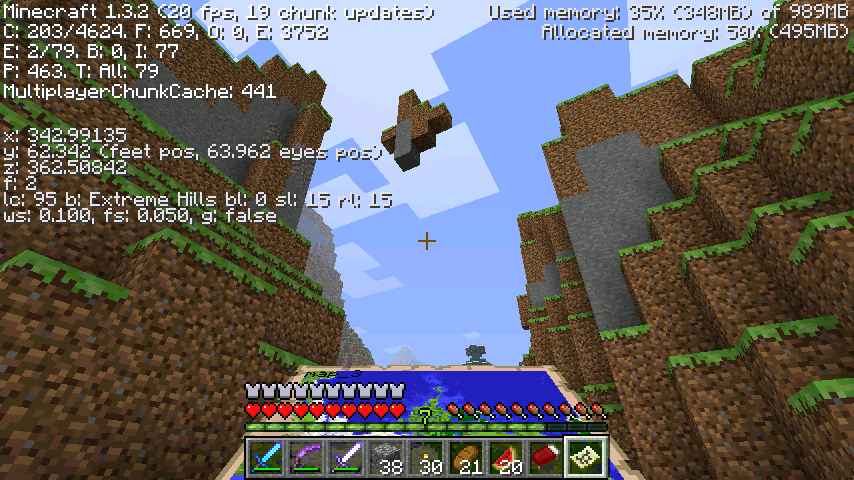 Minecraft 1.3.2 (20 fps, 19 chunk updates)
Used memory: 35% (348MB) of 989MB
C: 203/4624. F: 669, O: 0, E: 3752
Allocated memory: 50% (495MB)
E: 2/79. B: 0, I: 77
P: 463. T: All: 79
MultiplayerChunkCache: 441
x: 342.99135
y: 62.342 (feet pos, 63.962 eyes pos)
z: 362.50842
f: 2
lc: 95 b: Extreme Hills bl: 0 sl: 15 rl: 15
ws: 0.100, fs: 0.050, g: false
7
38
30
21
20